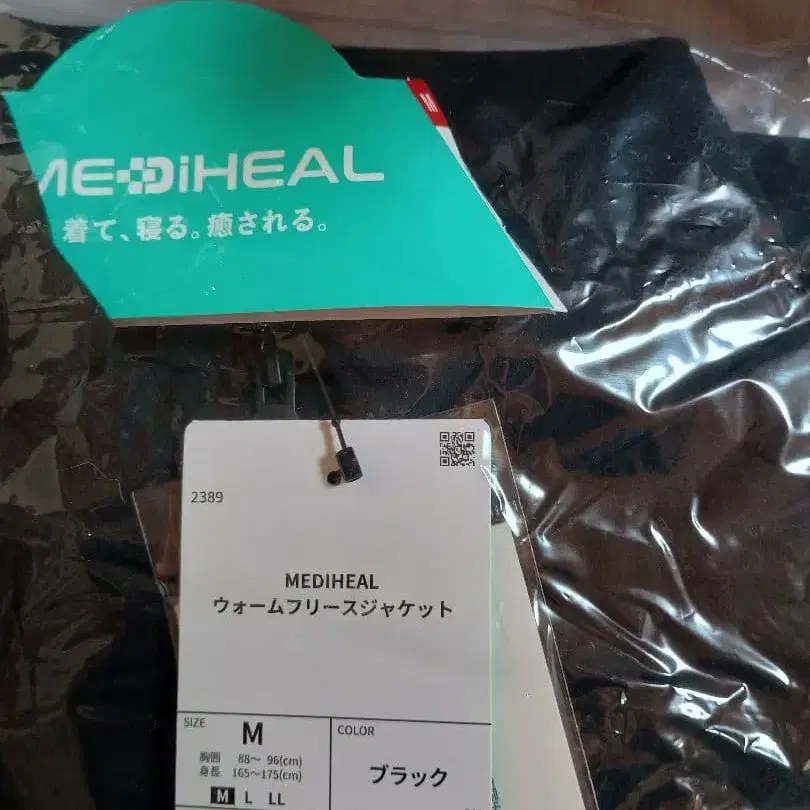 MEDiHEAL
着て、寝る。癒される。
M
2389
MEDIHEAL
ウォームフリースジャケット
SIZE
M
胸囲 88～ 96(cm)
身長 165～175(cm)
M L LL
COLOR
ブラック